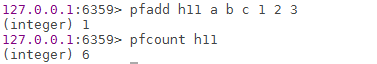 127.0.0.1:6359> pfadd h11 a b c 1 2 3
(integer) 1
127.0.0.1:6359> pfcount h11
(integer) 6